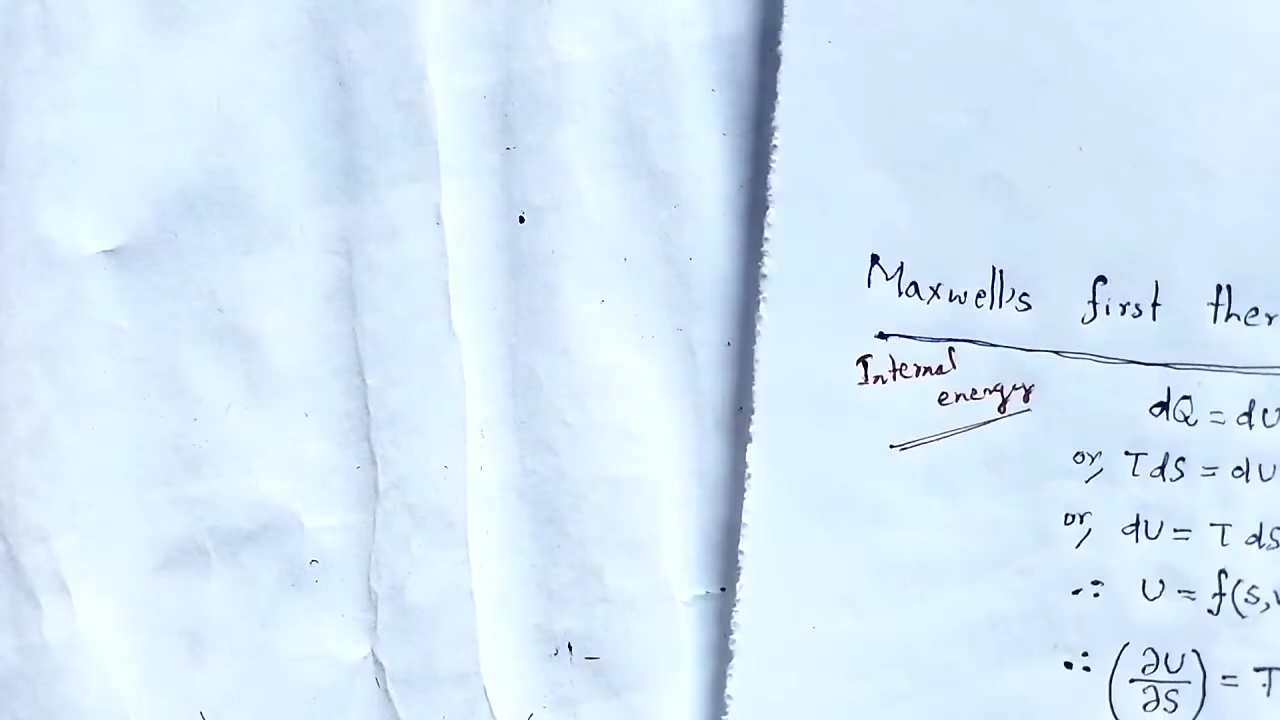 Maxwell's first ther
Internal
energy
dQ = dU
or, TdS = dU
or, dU = T dS
∴ U = f(S,V
∴ (∂U/∂S) = T